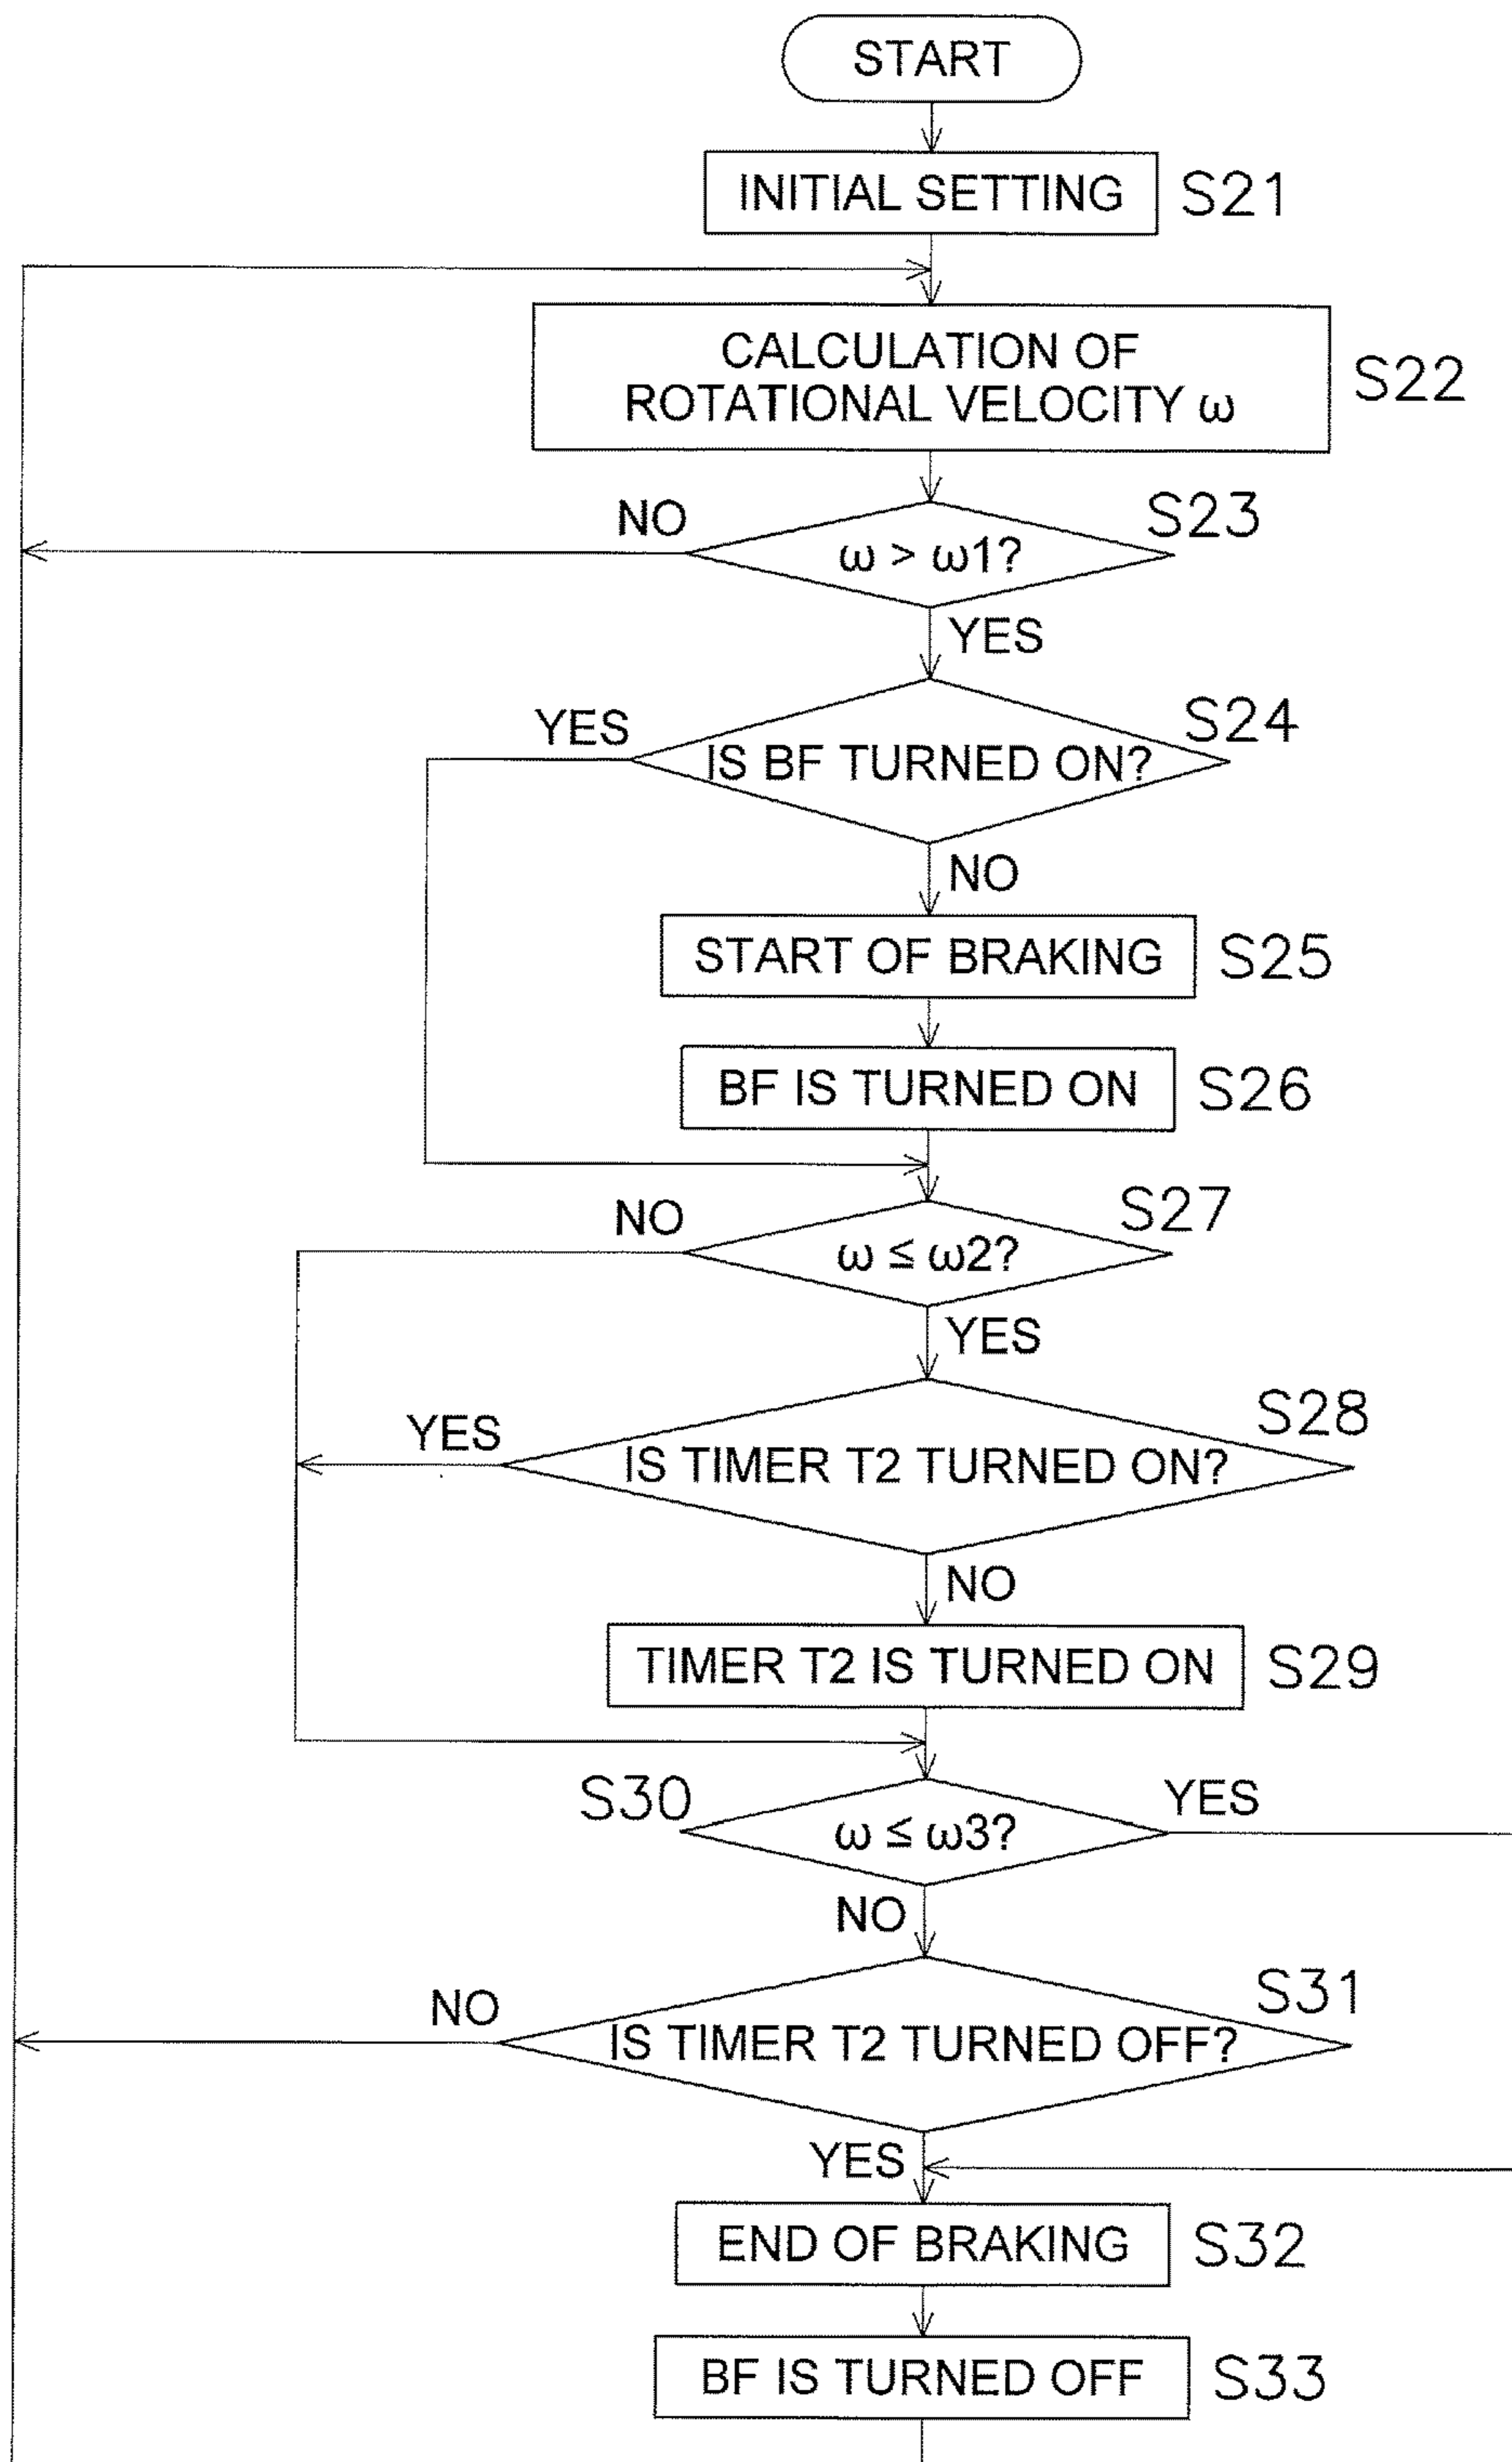 START
INITIAL SETTING S21
CALCULATION OF
ROTATIONAL VELOCITY ω S22
S23
NO
ω > ω1?
YES
S24
YES
IS BF TURNED ON?
NO
START OF BRAKING S25
BF IS TURNED ON S26
S27
NO
ω ≤ ω2?
YES
S28
YES
IS TIMER T2 TURNED ON?
NO
TIMER T2 IS TURNED ON S29
S30
YES
ω ≤ ω3?
NO
S31
NO
IS TIMER T2 TURNED OFF?
YES
END OF BRAKING S32
BF IS TURNED OFF S33